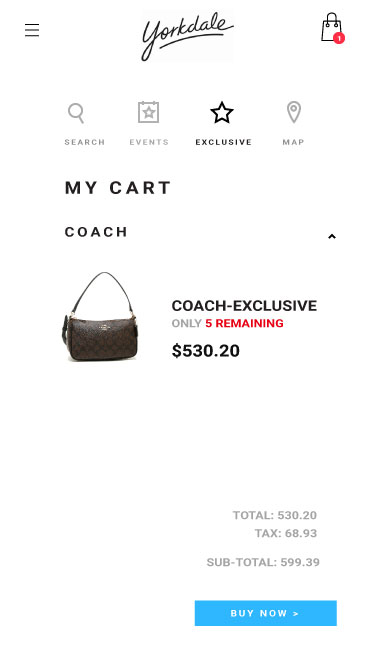 Yorkdale
1
SEARCH EVENTS EXCLUSIVE MAP
MY CART
COACH
COACH-EXCLUSIVE
ONLY 5 REMAINING
$530.20
TOTAL: 530.20
TAX: 68.93
SUB-TOTAL: 599.39
BUY NOW >